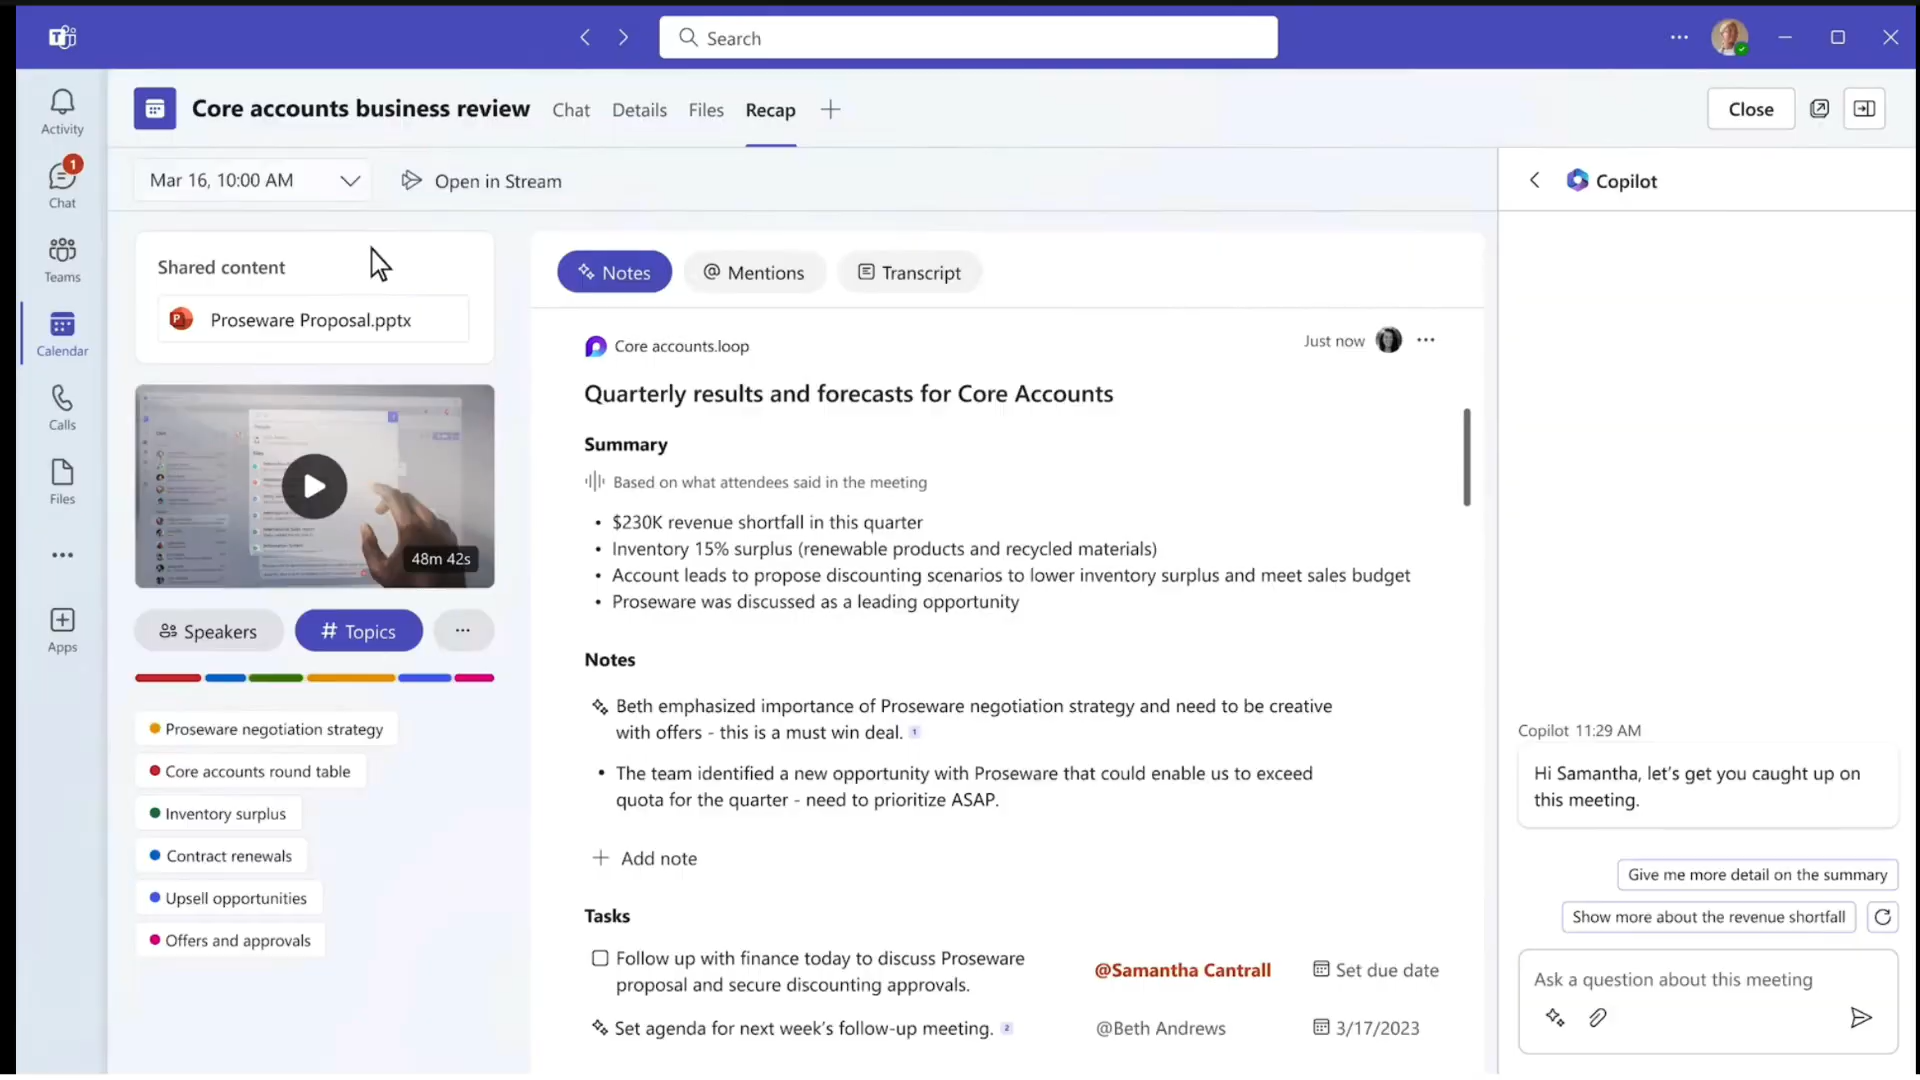 Search
Core accounts business review
Chat
Details
Files
Recap
Close
Activity
1
Chat
Teams
Calendar
Calls
Files
Apps
Mar 16, 10:00 AM
Open in Stream
Shared content
Proseware Proposal.pptx
48m 42s
Speakers
# Topics
Proseware negotiation strategy
Core accounts round table
Inventory surplus
Contract renewals
Upsell opportunities
Offers and approvals
Notes
@ Mentions
Transcript
Core accounts.loop
Just now
Quarterly results and forecasts for Core Accounts
Summary
Based on what attendees said in the meeting
• $230K revenue shortfall in this quarter
• Inventory 15% surplus (renewable products and recycled materials)
• Account leads to propose discounting scenarios to lower inventory surplus and meet sales budget
• Proseware was discussed as a leading opportunity
Notes
Beth emphasized importance of Proseware negotiation strategy and need to be creative
with offers - this is a must win deal. 1
• The team identified a new opportunity with Proseware that could enable us to exceed
quota for the quarter - need to prioritize ASAP.
+ Add note
Tasks
Follow up with finance today to discuss Proseware
proposal and secure discounting approvals.
@Samantha Cantrall
Set due date
Set agenda for next week's follow-up meeting. 2
@Beth Andrews
3/17/2023
Copilot
Copilot 11:29 AM
Hi Samantha, let's get you caught up on
this meeting.
Give me more detail on the summary
Show more about the revenue shortfall
Ask a question about this meeting